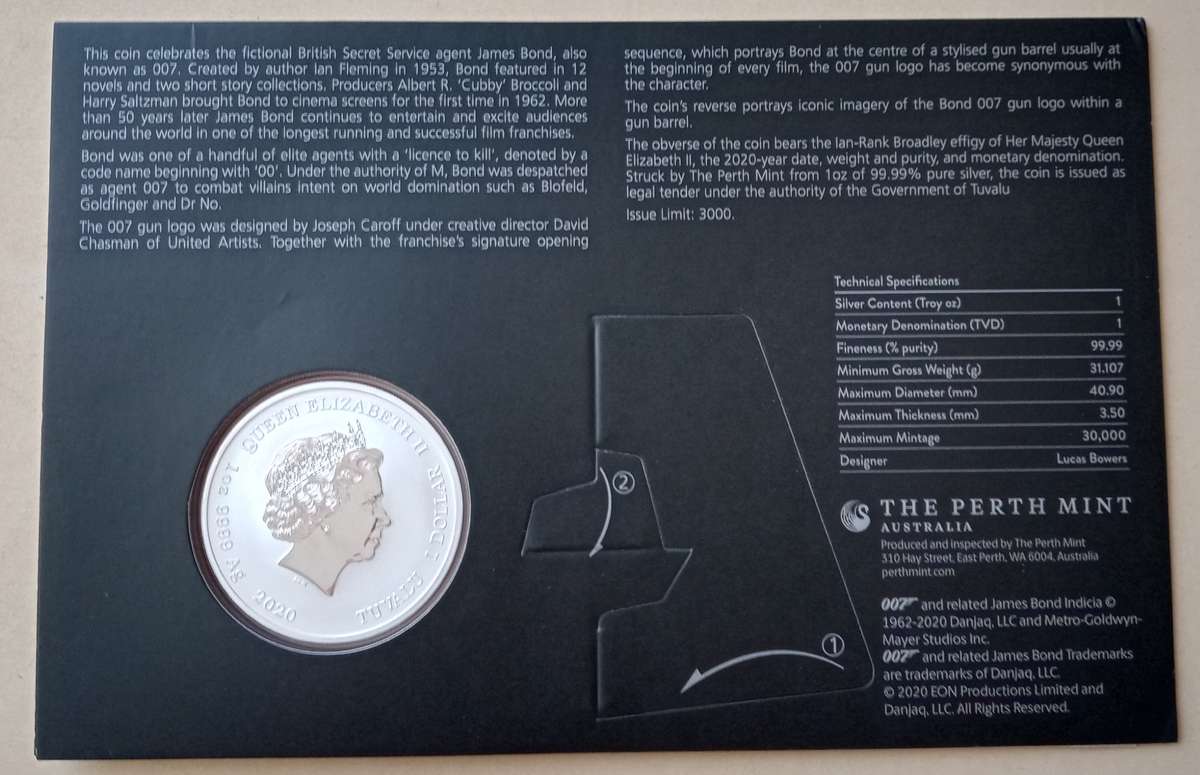 This coin celebrates the fictional British Secret Service agent James Bond, also
known as 007. Created by author Ian Fleming in 1953, Bond featured in 12
novels and two short story collections. Producers Albert R. 'Cubby' Broccoli and
Harry Saltzman brought Bond to cinema screens for the first time in 1962. More
than 50 years later James Bond continues to entertain and excite audiences
around the world in one of the longest running and successful film franchises.
Bond was one of a handful of elite agents with a 'licence to kill', denoted by a
code name beginning with '00'. Under the authority of M, Bond was despatched
as agent 007 to combat villains intent on world domination such as Blofeld,
Goldfinger and Dr No.
The 007 gun logo was designed by Joseph Caroff under creative director David
Chasman of United Artists. Together with the franchise's signature opening
sequence, which portrays Bond at the centre of a stylised gun barrel usually at
the beginning of every film, the 007 gun logo has become synonymous with
the character.
The coin's reverse portrays iconic imagery of the Bond 007 gun logo within a
gun barrel.
The obverse of the coin bears the Ian-Rank Broadley effigy of Her Majesty Queen
Elizabeth II, the 2020-year date, weight and purity, and monetary denomination.
Struck by The Perth Mint from 1oz of 99.99% pure silver, the coin is issued as
legal tender under the authority of the Government of Tuvalu
Issue Limit: 3000.
Technical Specifications
Silver Content (Troy oz) 1
Monetary Denomination (TVD) 1
Fineness (% purity) 99.99
Minimum Gross Weight (g) 31.107
Maximum Diameter (mm) 40.90
Maximum Thickness (mm) 3.50
Maximum Mintage 30,000
Designer Lucas Bowers
THE PERTH MINT
AUSTRALIA
Produced and inspected by The Perth Mint
310 Hay Street, East Perth, WA 6004, Australia
perthmint.com
007 and related James Bond Indicia ©
1962-2020 Danjaq, LLC and Metro-Goldwyn-
Mayer Studios Inc.
007 and related James Bond Trademarks
are trademarks of Danjaq, LLC.
© 2020 EON Productions Limited and
Danjaq, LLC. All Rights Reserved.
QUEEN ELIZABETH II
1 DOLLAR
TUVALU
2020
1oz 9999 Ag
2
1